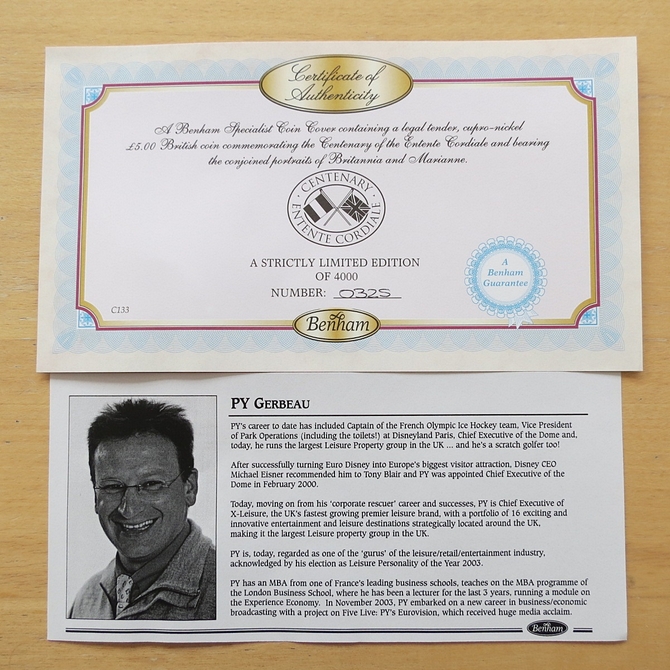 Certificate of
Authenticity
A Benham Specialist Coin Cover containing a legal tender, cupro-nickel
£5.00 British coin commemorating the Centenary of the Entente Cordiale and bearing
the conjoined portraits of Britannia and Marianne.
· CENTENARY ·
ENTENTE CORDIALE
A STRICTLY LIMITED EDITION
OF 4000
NUMBER: 0325
A
Benham
Guarantee
C133
Benham
PY GERBEAU
PY's career to date has included Captain of the French Olympic Ice Hockey team, Vice President
of Park Operations (including the toilets!) at Disneyland Paris, Chief Executive of the Dome and,
today, he runs the largest Leisure Property group in the UK ... and he's a scratch golfer too!
After successfully turning Euro Disney into Europe's biggest visitor attraction, Disney CEO
Michael Eisner recommended him to Tony Blair and PY was appointed Chief Executive of the
Dome in February 2000.
Today, moving on from his 'corporate rescuer' career and successes, PY is Chief Executive of
X-Leisure, the UK's fastest growing premier leisure brand, with a portfolio of 16 exciting and
innovative entertainment and leisure destinations strategically located around the UK,
making it the largest Leisure property group in the UK.
PY is, today, regarded as one of the 'gurus' of the leisure/retail/entertainment industry,
acknowledged by his election as Leisure Personality of the Year 2003.
PY has an MBA from one of France's leading business schools, teaches on the MBA programme of
the London Business School, where he has been a lecturer for the last 3 years, running a module on
the Experience Economy. In November 2003, PY embarked on a new career in business/economic
broadcasting with a project on Five Live: PY's Eurovision, which received huge media acclaim.
Benham